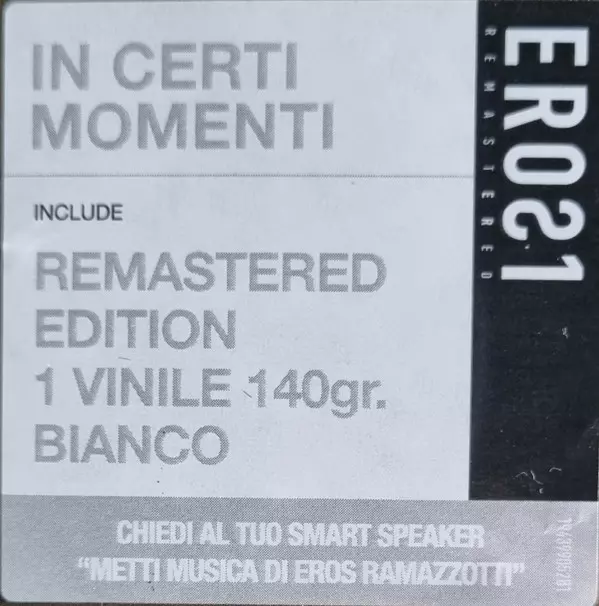 IN CERTI
MOMENTI
INCLUDE
REMASTERED
EDITION
1 VINILE 140gr.
BIANCO
EROS21
REMASTERED
CHIEDI AL TUO SMART SPEAKER
“METTI MUSICA DI EROS RAMAZZOTTI”